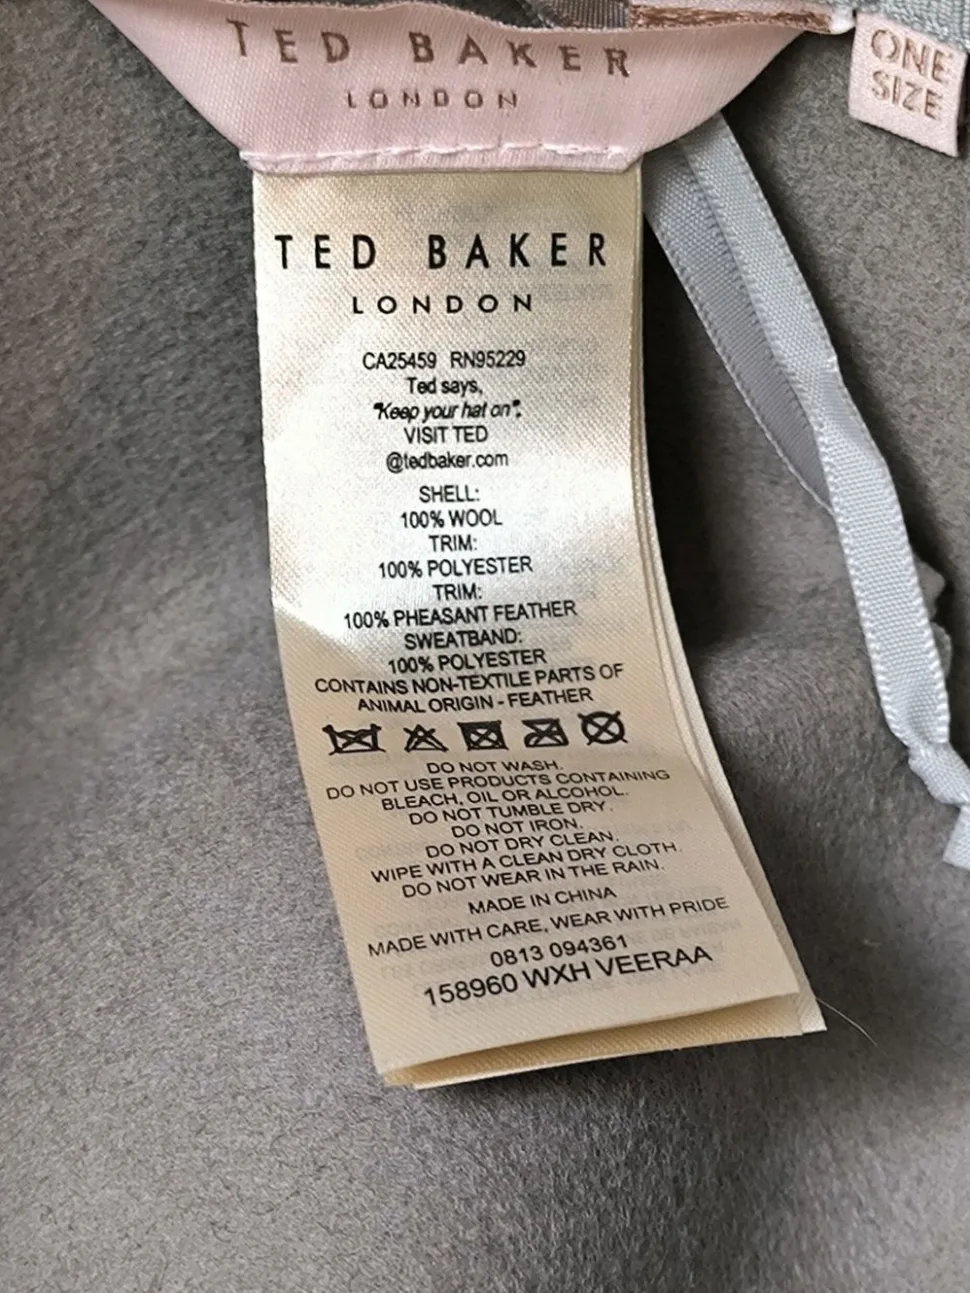 TED BAKER
LONDON
ONE
SIZE
TED BAKER
LONDON
CA25459 RN95229
Ted says,
"Keep your hat on".
VISIT TED
@tedbaker.com
SHELL:
100% WOOL
TRIM:
100% POLYESTER
TRIM:
100% PHEASANT FEATHER
SWEATBAND:
100% POLYESTER
CONTAINS NON-TEXTILE PARTS OF
ANIMAL ORIGIN - FEATHER
DO NOT WASH.
DO NOT USE PRODUCTS CONTAINING
BLEACH, OIL OR ALCOHOL.
DO NOT TUMBLE DRY.
DO NOT IRON.
DO NOT DRY CLEAN.
WIPE WITH A CLEAN DRY CLOTH.
DO NOT WEAR IN THE RAIN.
MADE IN CHINA
MADE WITH CARE, WEAR WITH PRIDE
0813 094361
158960 WXH VEERAA